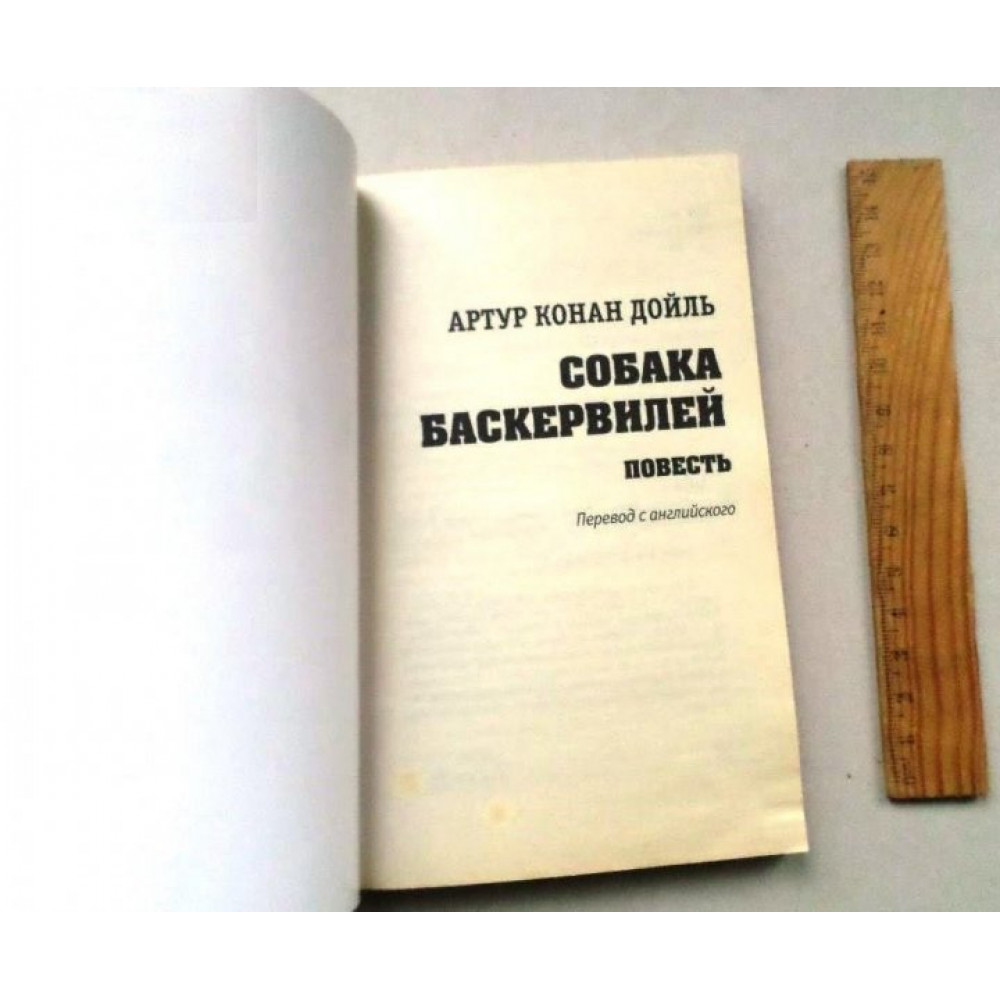 АРТУР КОНАН ДОЙЛЬ
СОБАКА
БАСКЕРВИЛЕЙ
ПОВЕСТЬ
Перевод с английского